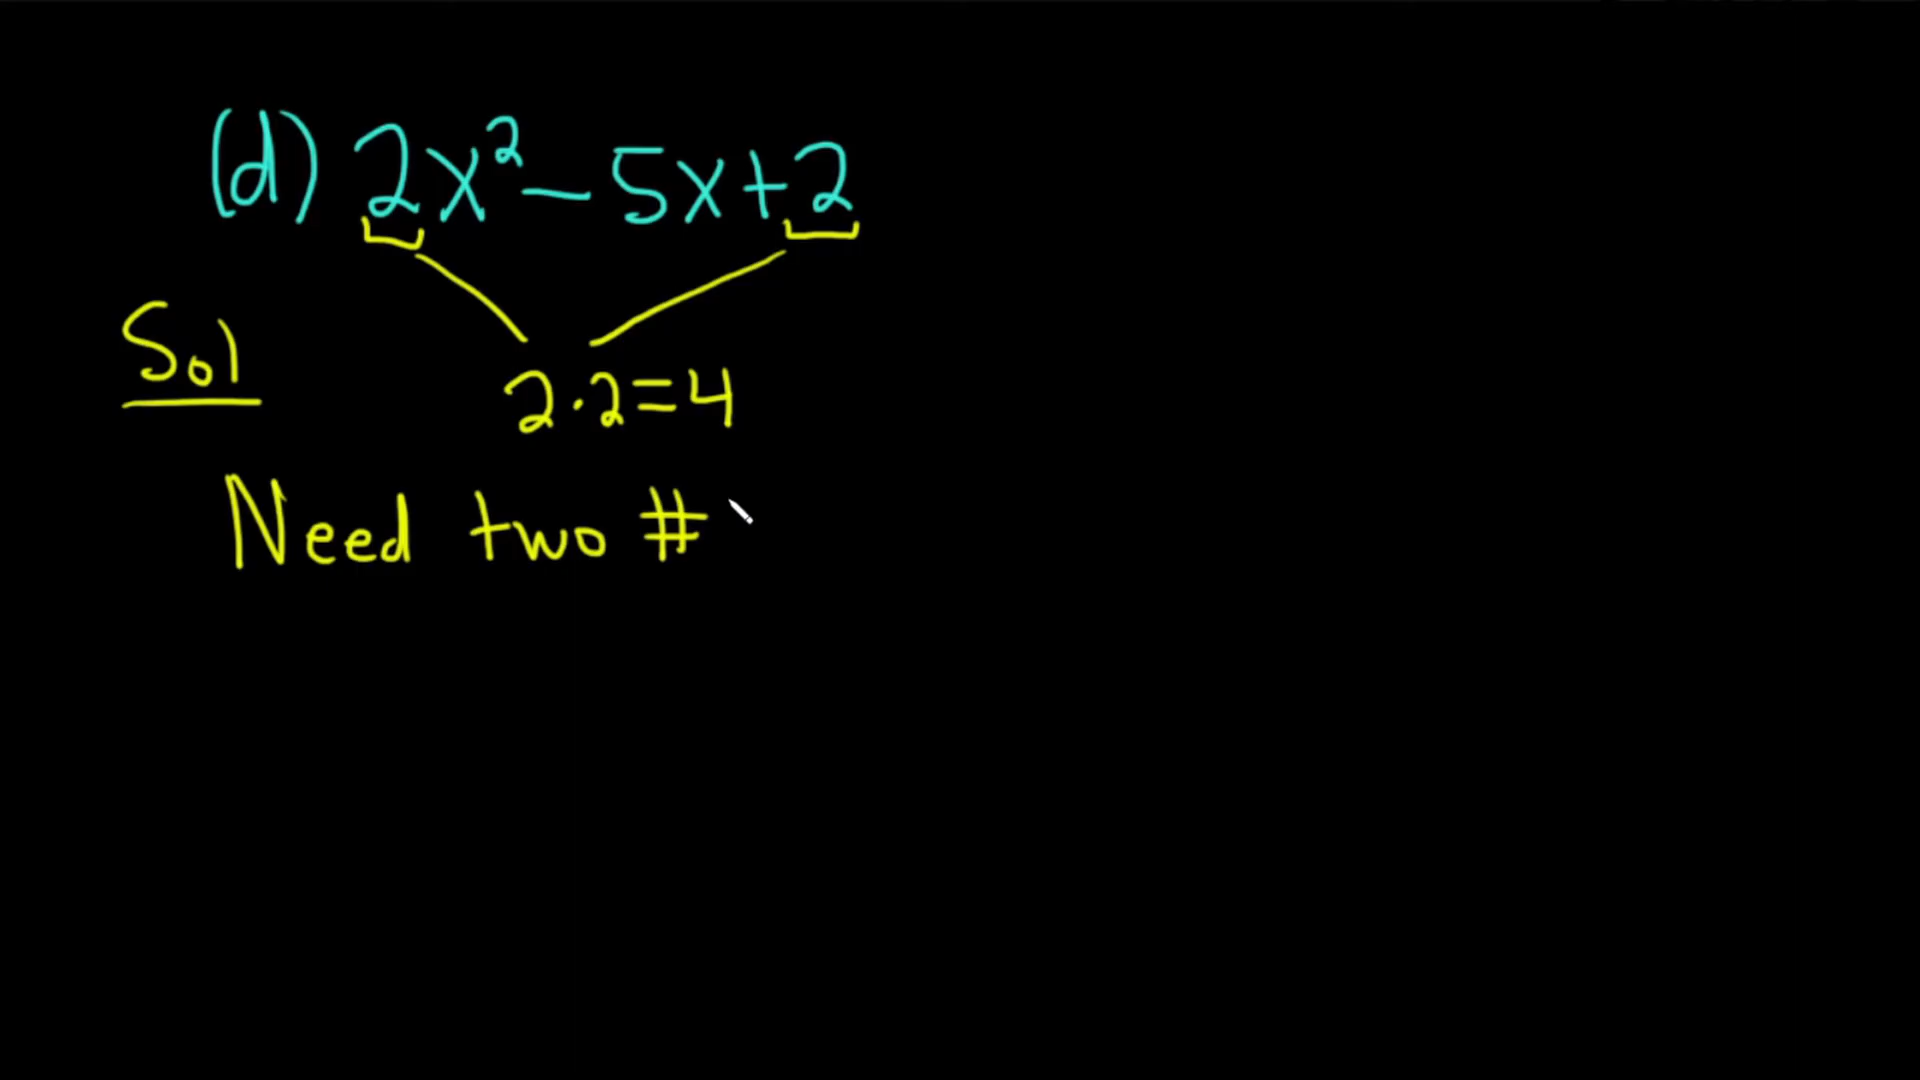 (d) 2x² - 5x + 2
Sol
2·2=4
Need two #